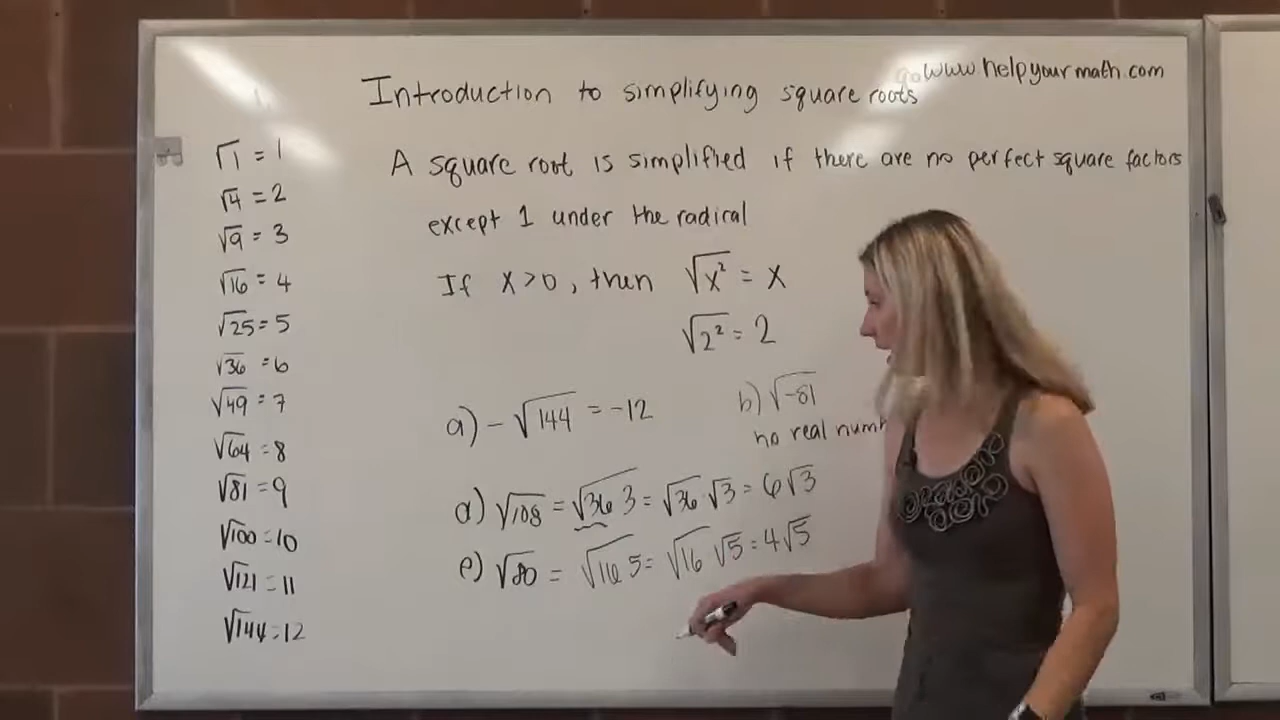 www.helpyourmath.com
Introduction to simplifying square roots
A square root is simplified if there are no perfect square factors
except 1 under the radical
If x>0, then √x² = x
√2² = 2
√1 = 1
√4 = 2
√9 = 3
√16 = 4
√25 = 5
√36 = 6
√49 = 7
√64 = 8
√81 = 9
√100 = 10
√121 = 11
√144 = 12
a) -√144 = -12
b) √-81
no real
d) √108 = √36 3 = √36 √3 = 6√3
e) √80 = √16 5 = √16 √5 = 4√5